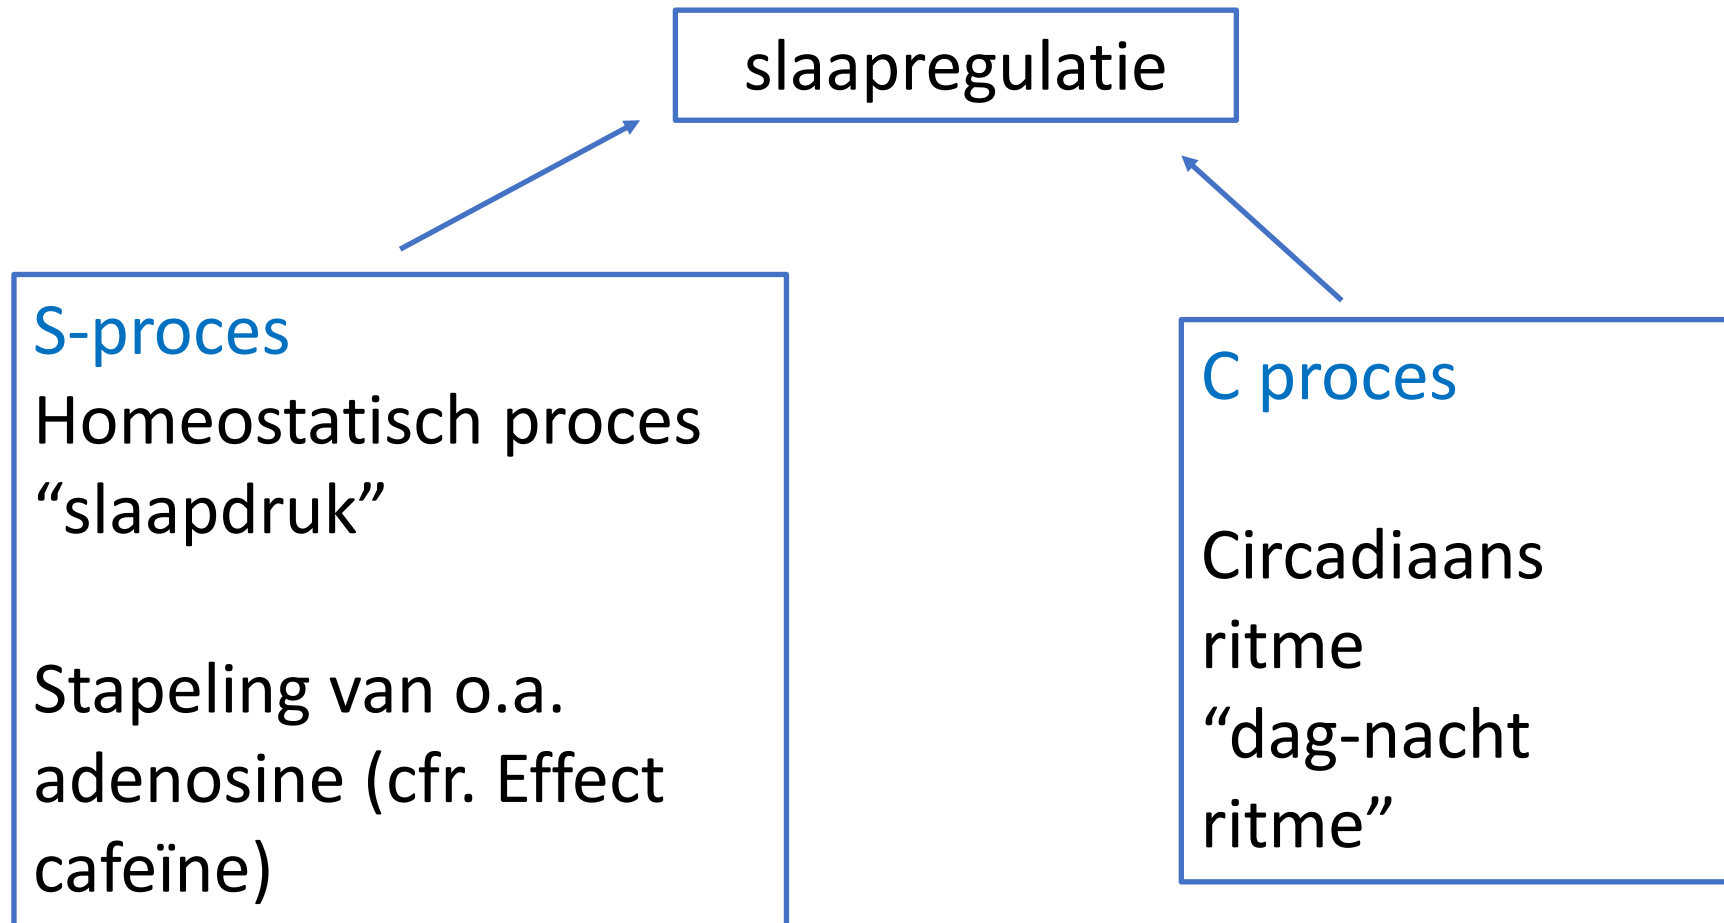 slaapregulatie
S-proces
Homeostatisch proces
“slaapdruk”
Stapeling van o.a.
adenosine (cfr. Effect
cafeïne)
C proces
Circadiaans
ritme
“dag-nacht
ritme”